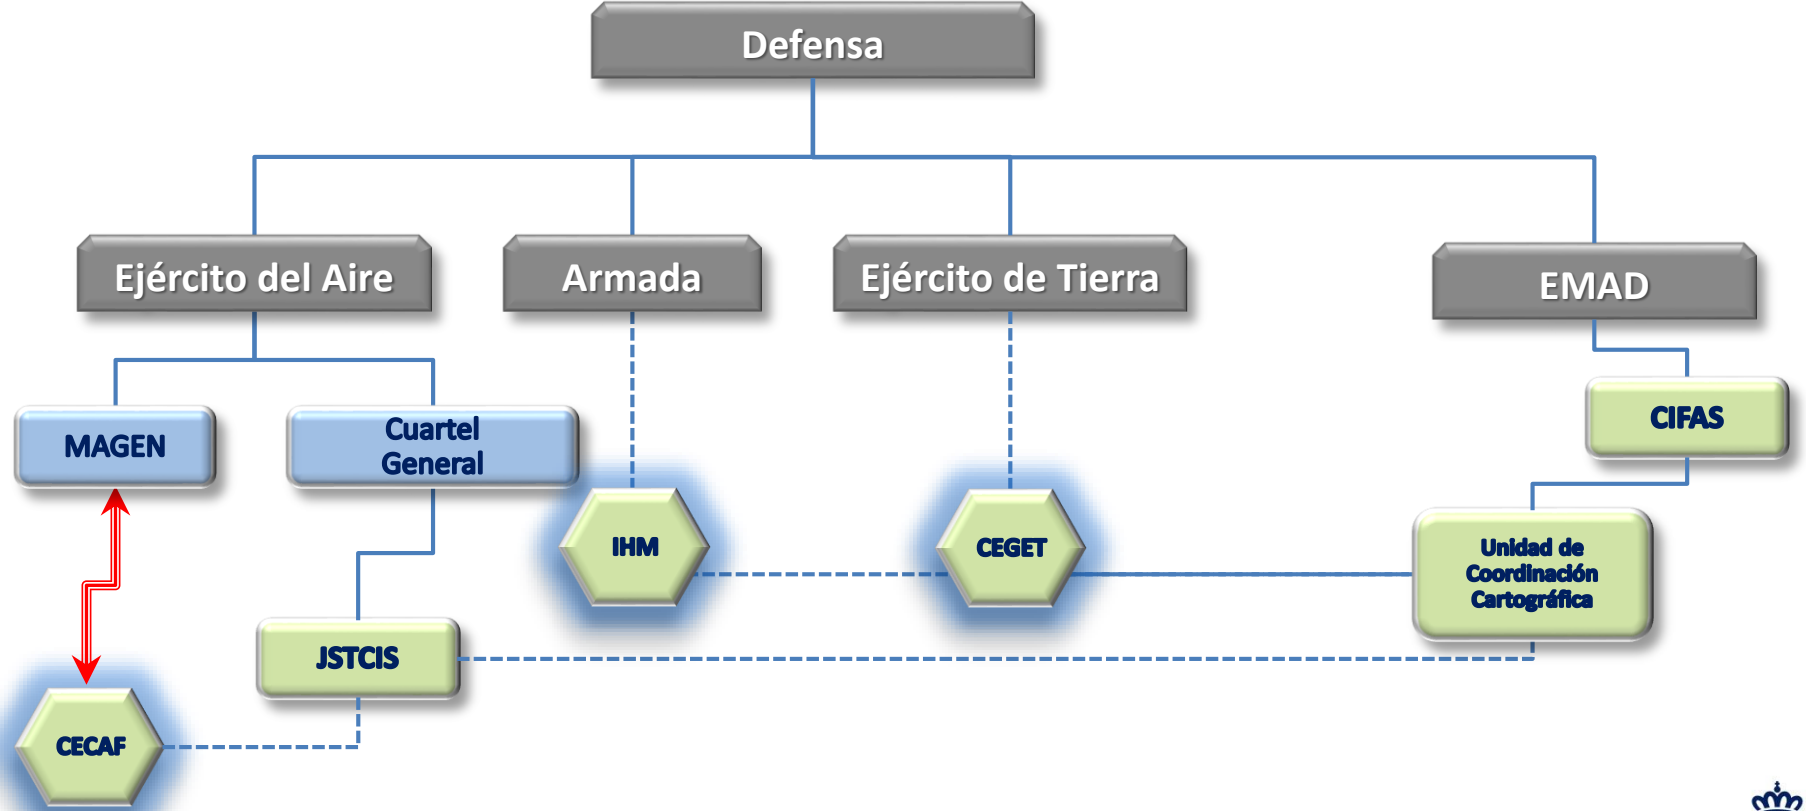 Defensa
Ejército del Aire
Armada
Ejército de Tierra
EMAD
MAGEN
Cuartel
General
CIFAS
IHM
CEGET
Unidad de
Coordinación
Cartográfica
JSTCIS
CECAF